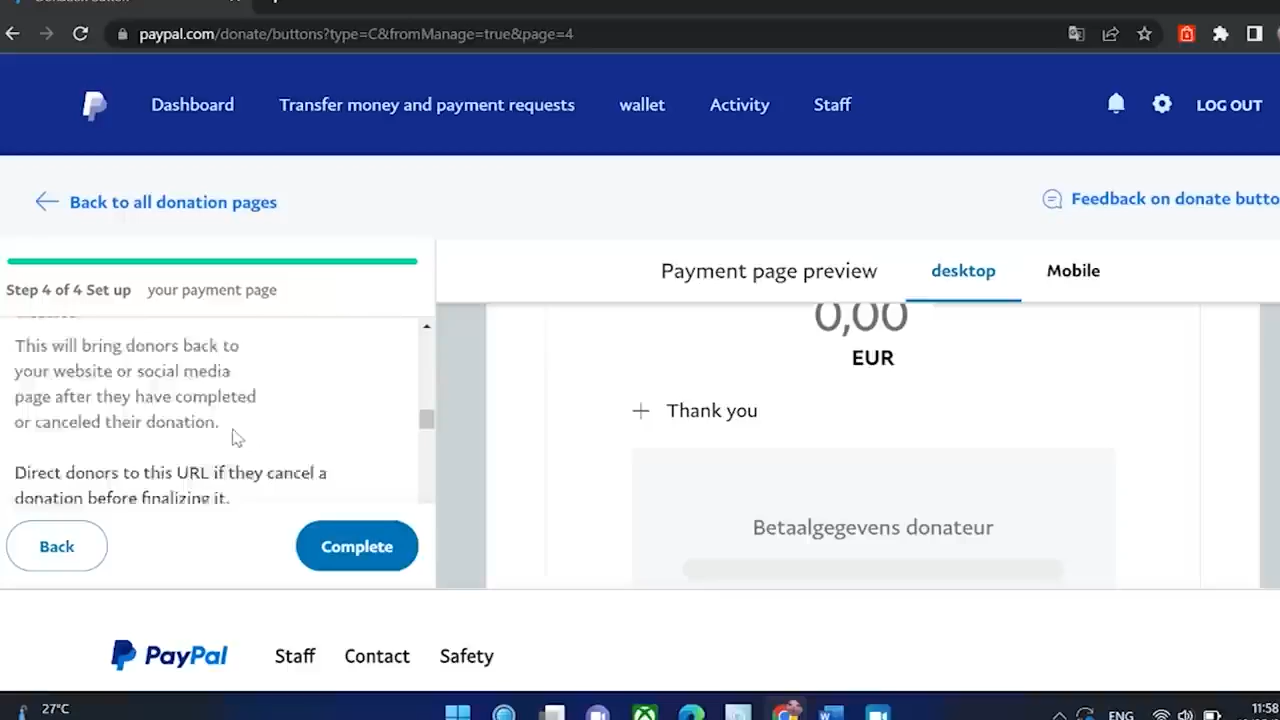 paypal.com/donate/buttons?type=C&fromManage=true&page=4
Dashboard Transfer money and payment requests wallet Activity Staff LOG OUT
Back to all donation pages
Feedback on donate butto
Step 4 of 4 Set up your payment page
Payment page preview desktop Mobile
This will bring donors back to
your website or social media
page after they have completed
or canceled their donation.
Direct donors to this URL if they cancel a
donation before finalizing it.
Back Complete
0,00
EUR
Thank you
Betaalgegevens donateur
PayPal Staff Contact Safety
27°C
ENG
11:58